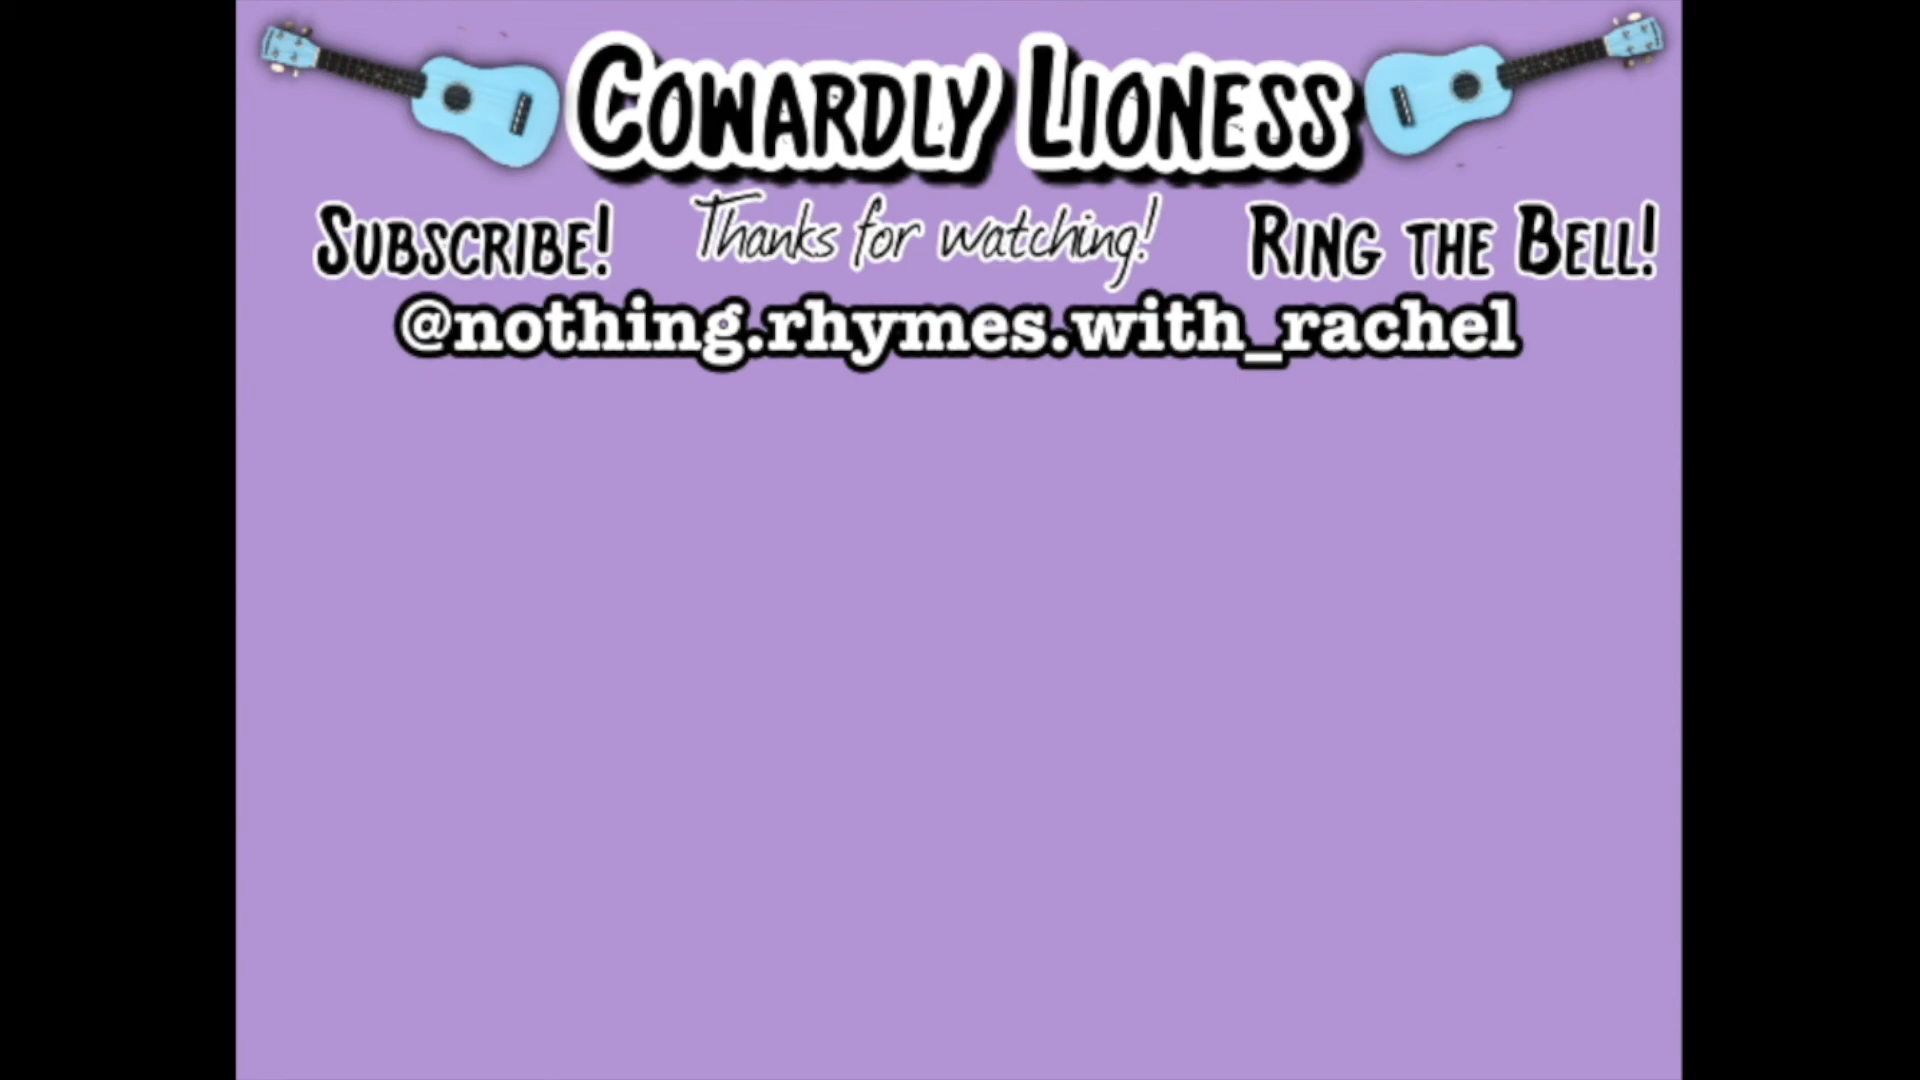 Cowardly Lioness
Subscribe! Thanks for watching! Ring the Bell!
@nothing.rhymes.with_rachel